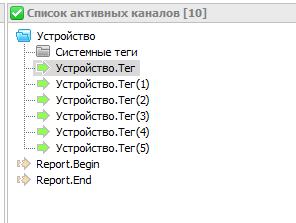 Список активных каналов [10]
Устройство
Системные теги
Устройство.Тег
Устройство.Тег(1)
Устройство.Тег(2)
Устройство.Тег(3)
Устройство.Тег(4)
Устройство.Тег(5)
Report.Begin
Report.End